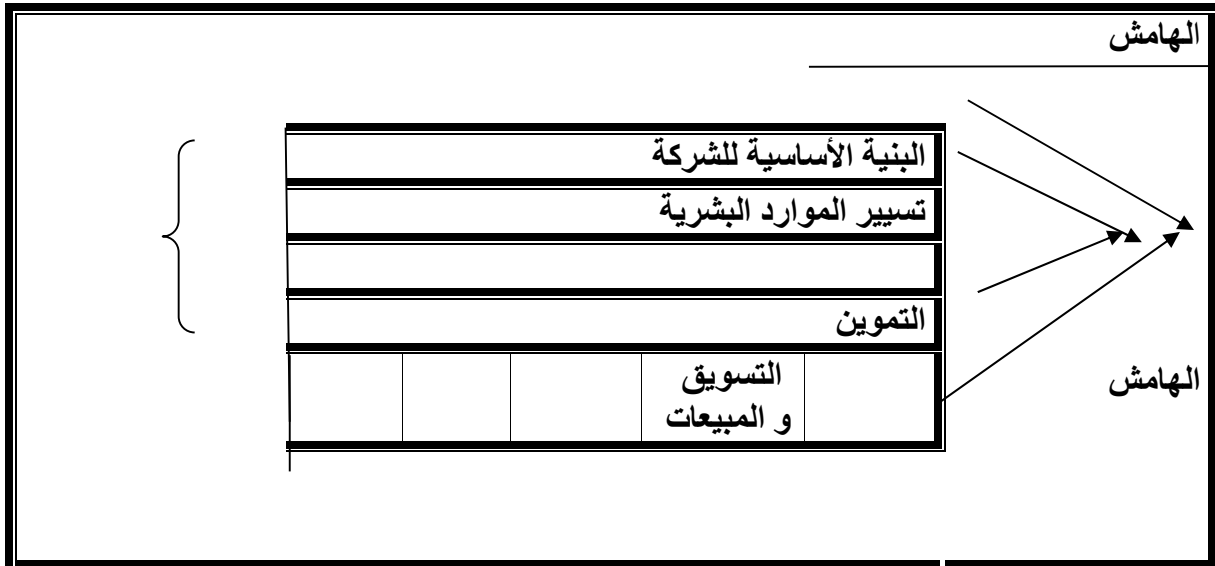 الهامش
البنية الأساسية للشركة
تسيير الموارد البشرية
التموين
التسويق
و المبيعات
الهامش